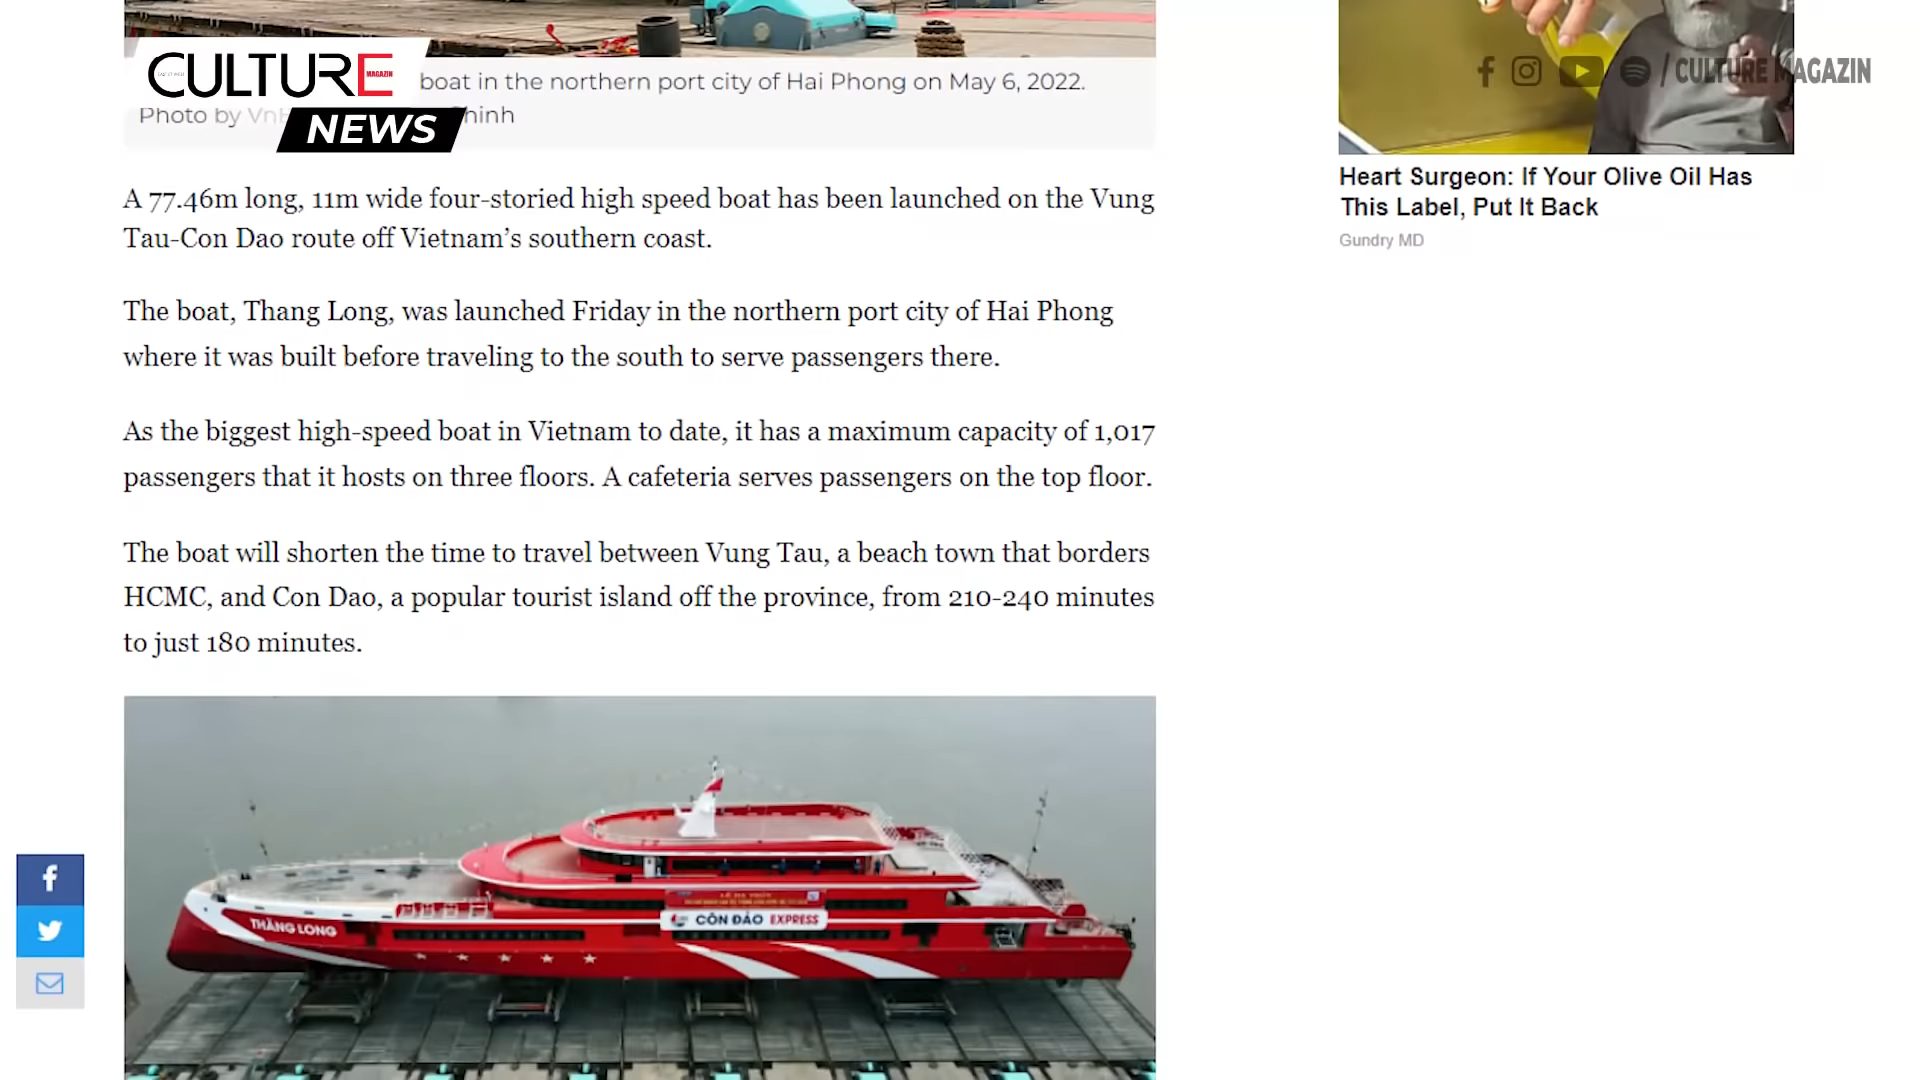 CULTURE
MAGAZIN
NEWS
boat in the northern port city of Hai Phong on May 6, 2022.
Photo by VnE hinh
/ CULTURE MAGAZIN
A 77.46m long, 11m wide four-storied high speed boat has been launched on the Vung
Tau-Con Dao route off Vietnam’s southern coast.
The boat, Thang Long, was launched Friday in the northern port city of Hai Phong
where it was built before traveling to the south to serve passengers there.
As the biggest high-speed boat in Vietnam to date, it has a maximum capacity of 1,017
passengers that it hosts on three floors. A cafeteria serves passengers on the top floor.
The boat will shorten the time to travel between Vung Tau, a beach town that borders
HCMC, and Con Dao, a popular tourist island off the province, from 210-240 minutes
to just 180 minutes.
Heart Surgeon: If Your Olive Oil Has
This Label, Put It Back
Gundry MD
THĂNG LONG
CÔN ĐẢO EXPRESS